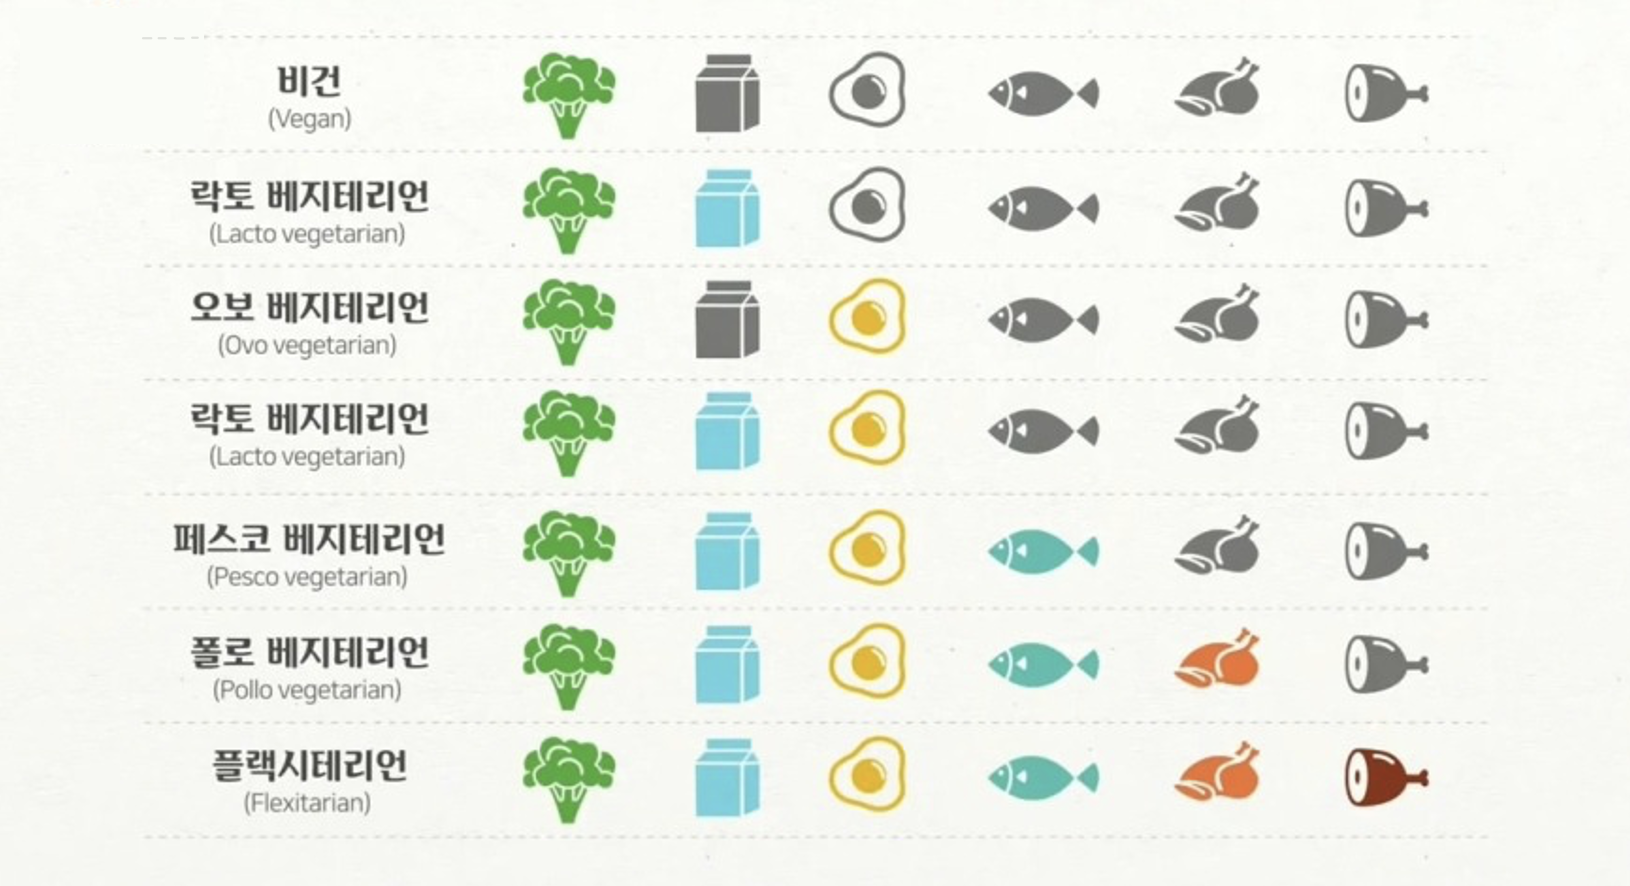 비건
(Vegan)
락토 베지테리언
(Lacto vegetarian)
오보 베지테리언
(Ovo vegetarian)
락토 베지테리언
(Lacto vegetarian)
페스코 베지테리언
(Pesco vegetarian)
폴로 베지테리언
(Pollo vegetarian)
플랙시테리언
(Flexitarian)